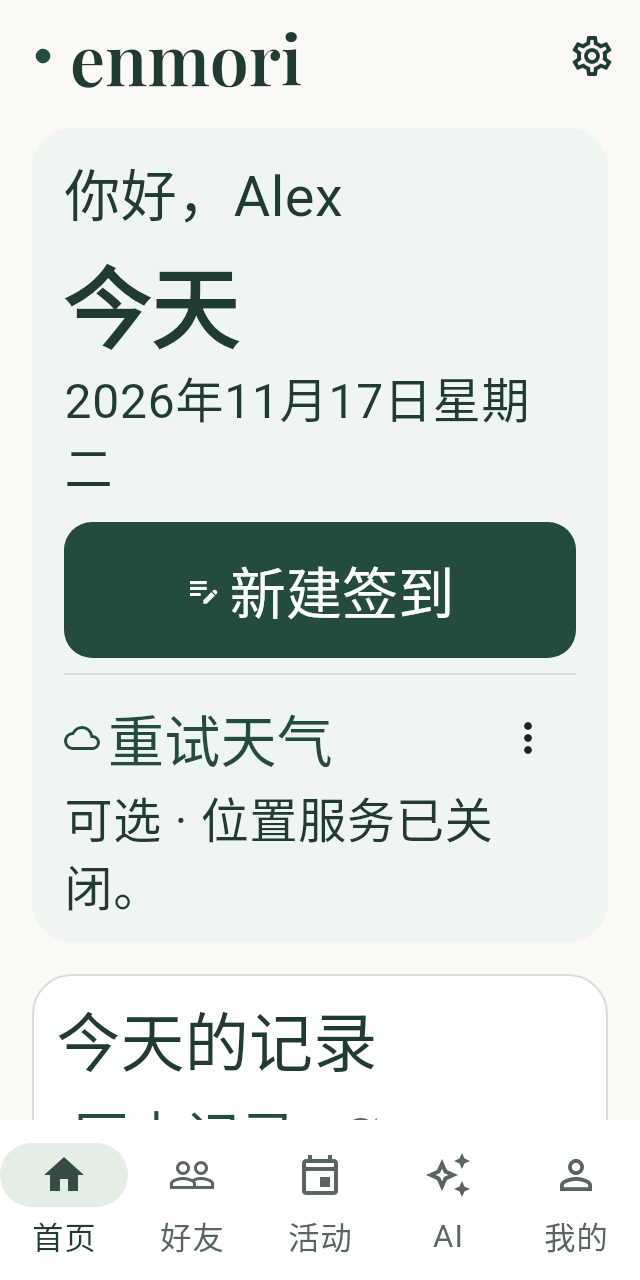 enmori
你好，Alex
今天
2026年11月17日星期
二
新建签到
重试天气
可选 · 位置服务已关
闭。
今天的记录
首页
好友
活动
AI
我的